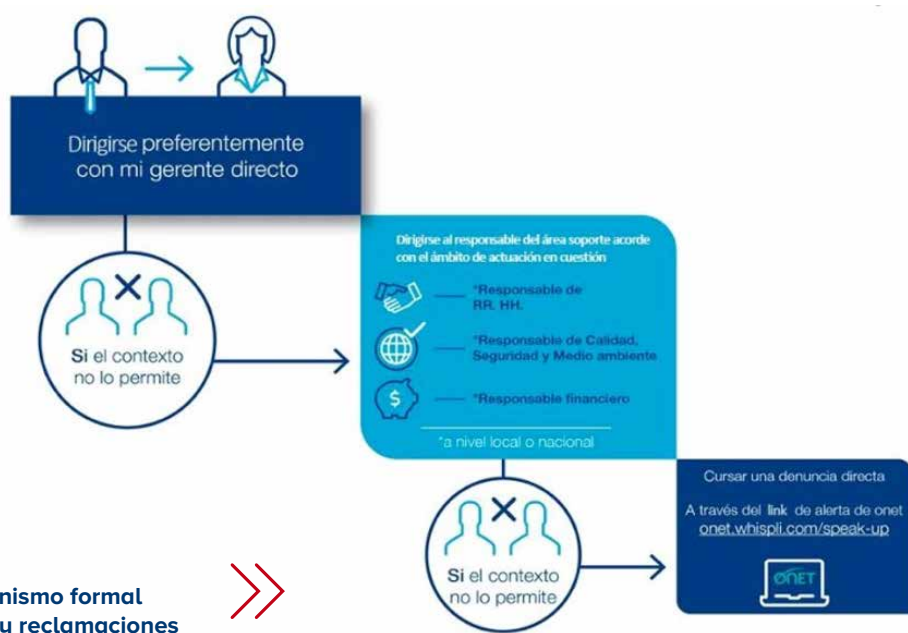 Dirigirse preferentemente
con mi gerente directo
Si el contexto
no lo permite
Dirigirse al responsable del área soporte acorde
con el ámbito de actuación en cuestión
*Responsable de
RR. HH.
*Responsable de Calidad,
Seguridad y Medio ambiente
$
*Responsable financiero
*a nivel local o nacional
Si el contexto
no lo permite
Cursar una denuncia directa
A través del link de alerta de onet
onet.whispli.com/speak-up
ONET
nismo formal
y reclamaciones